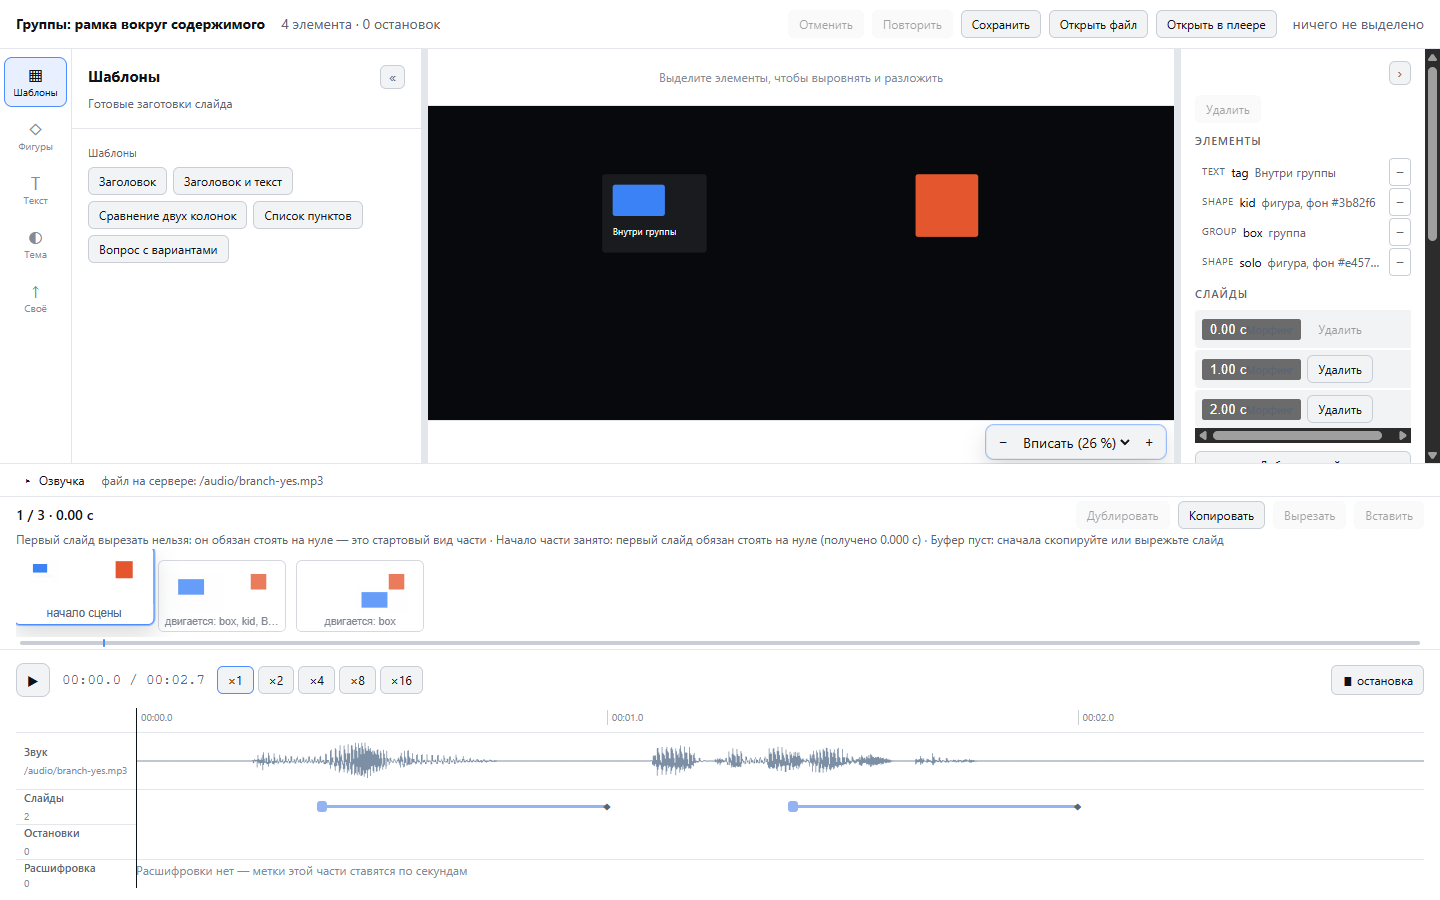 Группы: рамка вокруг содержимого 4 элемента · 0 остановок Отменить Повторить Сохранить Открыть файл Открыть в плеере ничего не выделено
Шаблоны
Фигуры
Текст
Тема
Своё
Шаблоны «
Готовые заготовки слайда
Шаблоны
Заголовок Заголовок и текст
Сравнение двух колонок Список пунктов
Вопрос с вариантами
Выделите элементы, чтобы выровнять и разложить
Внутри группы
− Вписать (26 %) +
›
Удалить
ЭЛЕМЕНТЫ
TEXT tag Внутри группы −
SHAPE kid фигура, фон #3b82f6 −
GROUP box группа −
SHAPE solo фигура, фон #e457... −
СЛАЙДЫ
0.00 с Удалить
1.00 с Удалить
2.00 с Удалить
Озвучка файл на сервере: /audio/branch-yes.mp3
1 / 3 · 0.00 с Дублировать Копировать Вырезать Вставить
Первый слайд вырезать нельзя: он обязан стоять на нуле — это стартовый вид части · Начало части занято: первый слайд обязан стоять на нуле (получено 0.000 с) · Буфер пуст: сначала скопируйте или вырежьте слайд
начало сцены
двигается: box, kid, B...
двигается: box
00:00.0 / 00:02.7 ×1 ×2 ×4 ×8 ×16 остановка
00:00.0 00:01.0 00:02.0
Звук
/audio/branch-yes.mp3
Слайды
2
Остановки
0
Расшифровка
0
Расшифровки нет — метки этой части ставятся по секундам